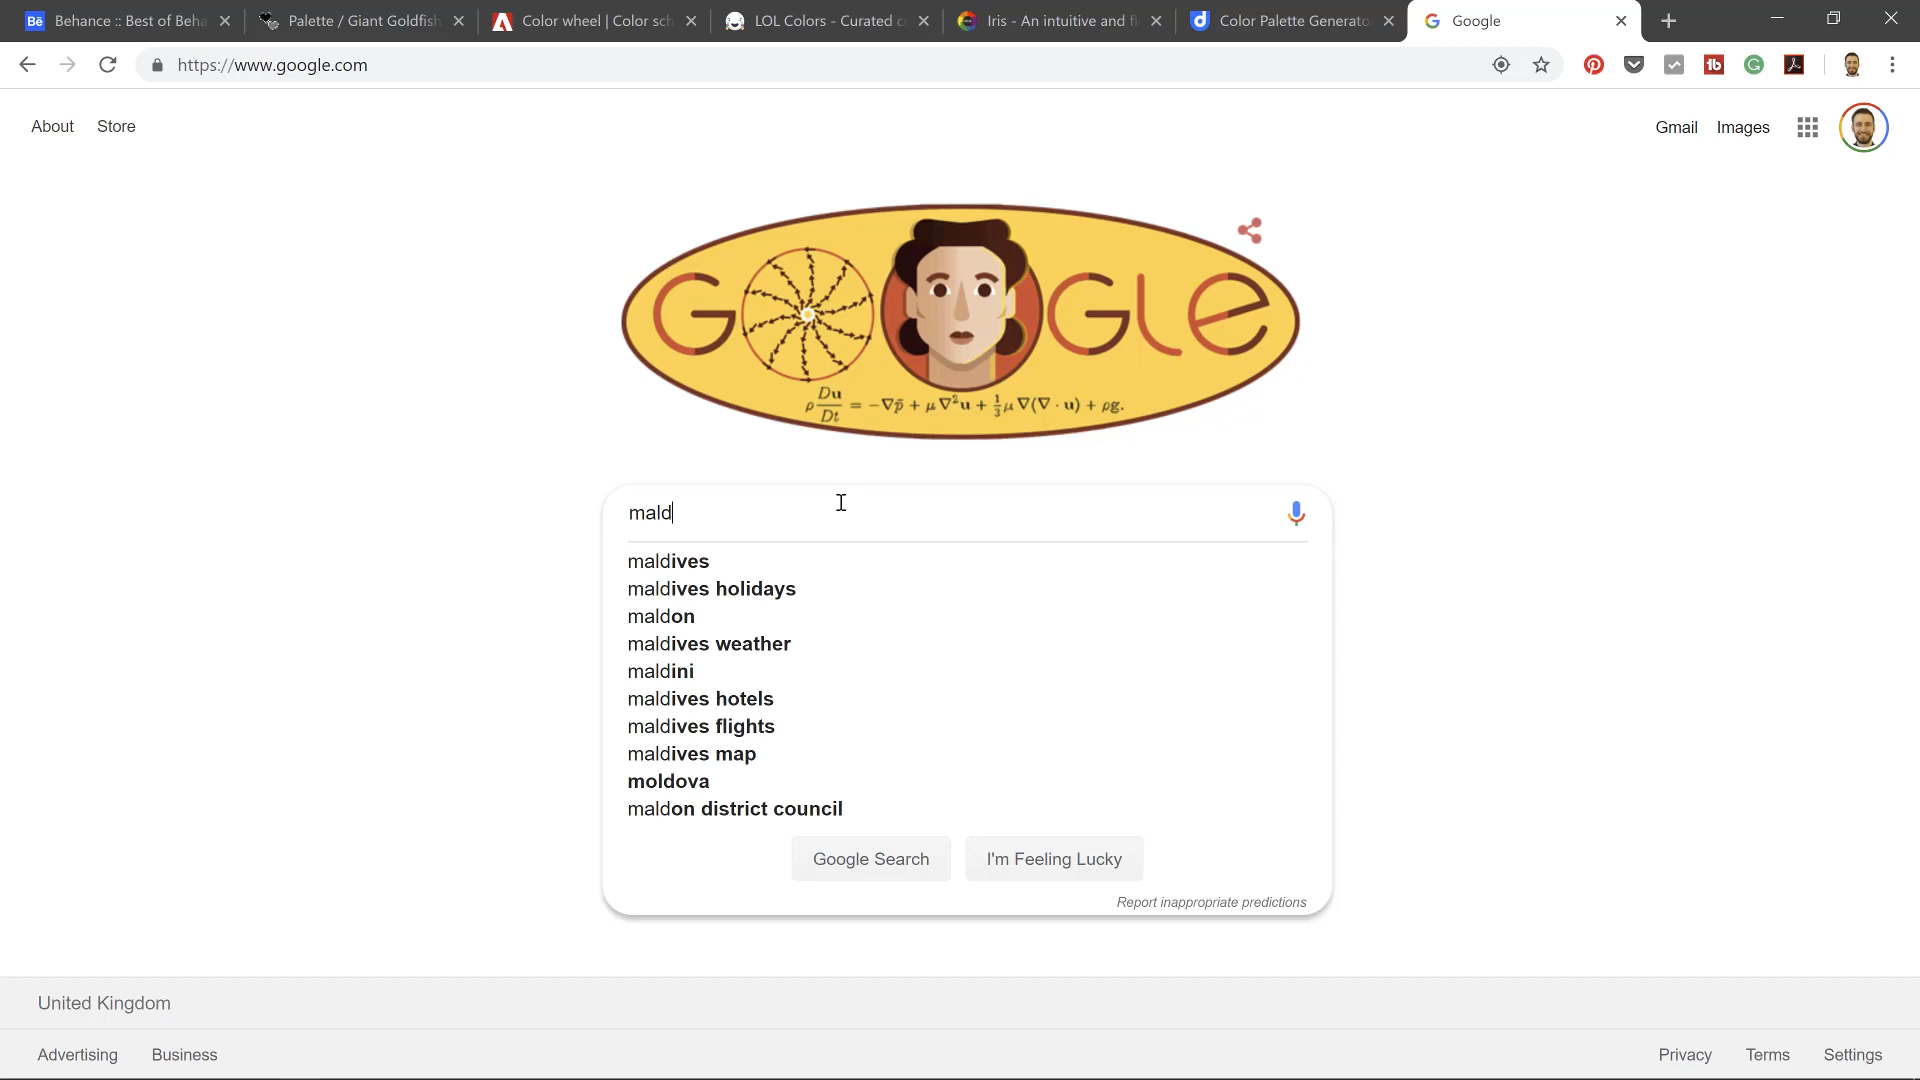 Behance :: Best of Beha
Palette / Giant Goldfish
Color wheel | Color sch
LOL Colors - Curated c
Iris - An intuitive and fl
Color Palette Generato
Google
https://www.google.com
About Store
Gmail Images
GOOGLE
ρ Du/Dt = −∇p̄ + μ∇²u + ⅓μ∇(∇ · u) + ρg.
mald
maldives
maldives holidays
maldon
maldives weather
maldini
maldives hotels
maldives flights
maldives map
moldova
maldon district council
Google Search I'm Feeling Lucky
Report inappropriate predictions
United Kingdom
Advertising Business
Privacy Terms Settings